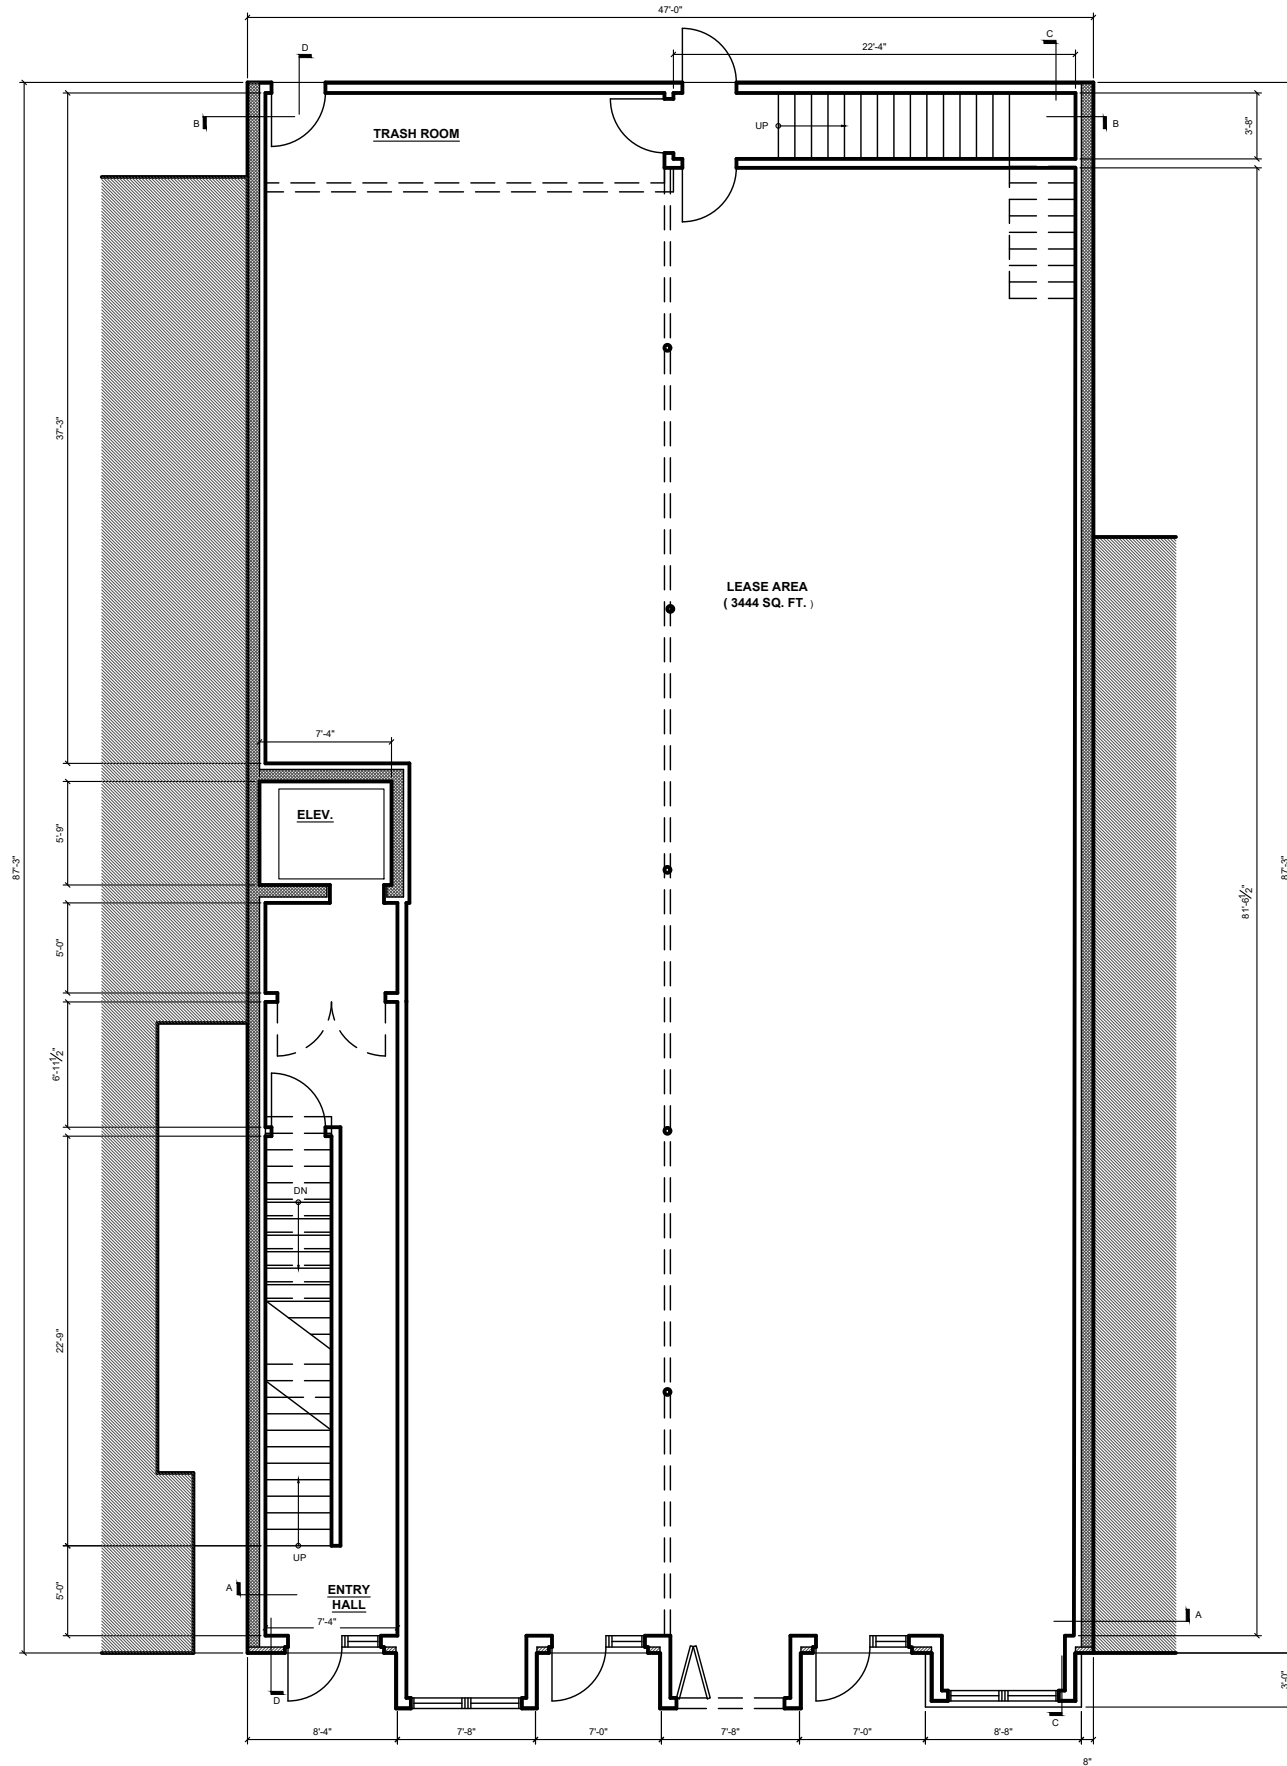 47'-0"
D
C
22'-4"
B
TRASH ROOM
UP
B
3'-8"
37'-3"
LEASE AREA
( 3444 SQ. FT. )
7'-4"
ELEV.
5'-9"
87'-3"
87'-3"
81'-6½"
5'-0"
6'-11½"
DN
22'-9"
UP
A
ENTRY
HALL
5'-0"
A
7'-4"
3'-0"
D
C
8'-4"
7'-8"
7'-0"
7'-8"
7'-0"
8'-8"
8"